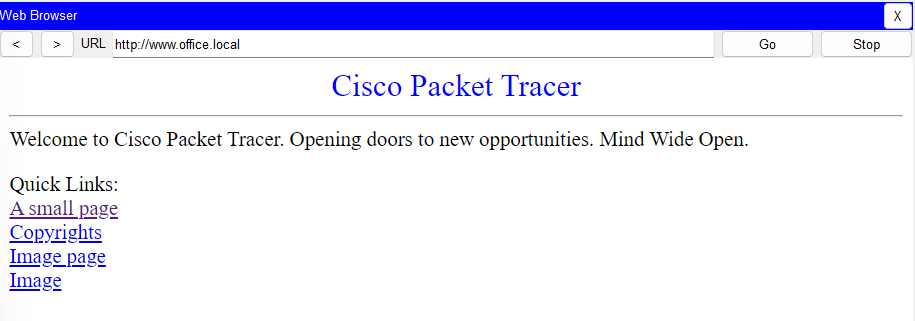 Web Browser X
< > URL http://www.office.local Go Stop
Cisco Packet Tracer
Welcome to Cisco Packet Tracer. Opening doors to new opportunities. Mind Wide Open.
Quick Links:
A small page
Copyrights
Image page
Image